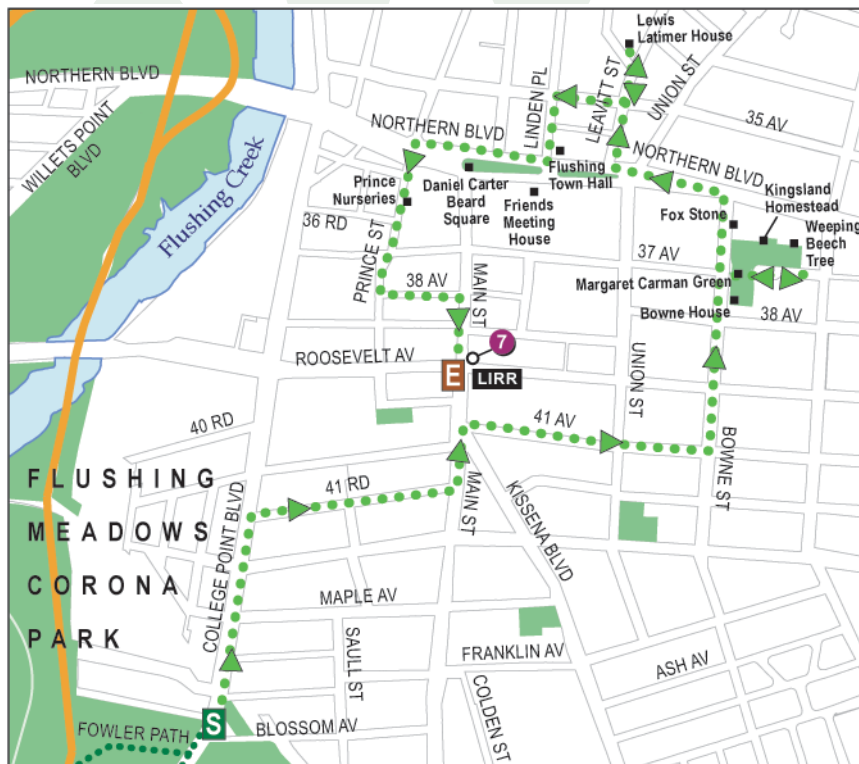 Lewis
Latimer House
NORTHERN BLVD
WILLETS POINT
BLVD
Flushing Creek
LINDEN PL
LEAVITT ST
UNION ST
35 AV
NORTHERN BLVD
NORTHERN BLVD
Flushing
Town Hall
Prince
Nurseries
Daniel Carter
Beard
Square
Friends
Meeting
House
Kingsland
Homestead
Fox Stone
Weeping
Beech
Tree
36 RD
PRINCE ST
37 AV
38 AV
MAIN ST
Margaret Carman Green
Bowne House
38 AV
7
ROOSEVELT AV
E
LIRR
UNION ST
40 RD
41 AV
BOWNE ST
FLUSHING
MEADOWS
CORONA
PARK
41 RD
COLLEGE POINT BLVD
MAIN ST
KISSENA BLVD
MAPLE AV
SAULL ST
FRANKLIN AV
ASH AV
COLDEN ST
S
FOWLER PATH
BLOSSOM AV